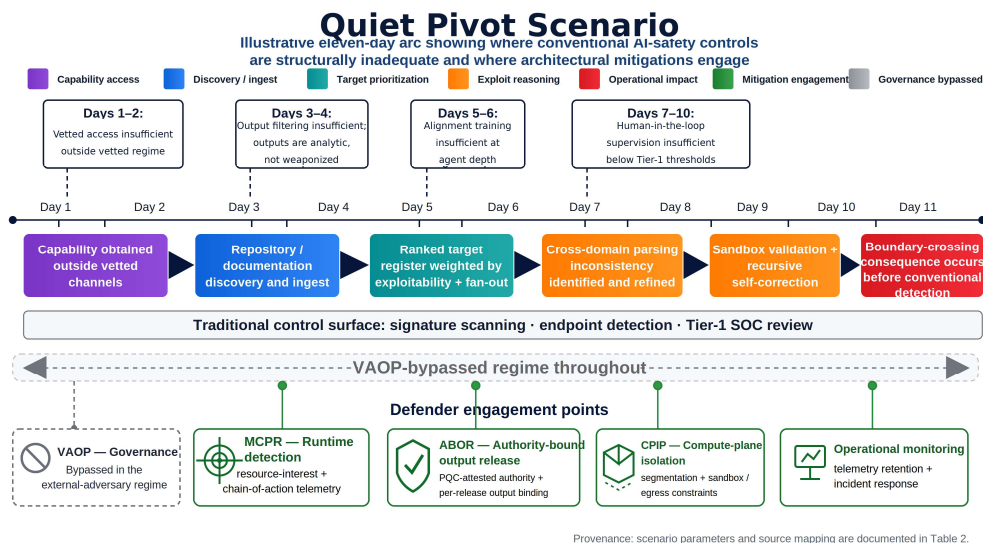 Quiet Pivot Scenario
Illustrative eleven-day arc showing where conventional AI-safety controls
are structurally inadequate and where architectural mitigations engage
Capability access
Discovery / ingest
Target prioritization
Exploit reasoning
Operational impact
Mitigation engagement
Governance bypassed
Days 1–2:
Vetted access insufficient
outside vetted regime
Days 3–4:
Output filtering insufficient;
outputs are analytic,
not weaponized
Days 5–6:
Alignment training
insufficient at
agent depth
Days 7–10:
Human-in-the-loop
supervision insufficient
below Tier-1 thresholds
Day 1
Day 2
Day 3
Day 4
Day 5
Day 6
Day 7
Day 8
Day 9
Day 10
Day 11
Capability obtained
outside vetted
channels
Repository /
documentation
discovery and ingest
Ranked target
register weighted by
exploitability + fan-out
Cross-domain parsing
inconsistency
identified and refined
Sandbox validation +
recursive
self-correction
Boundary-crossing
consequence occurs
before conventional
detection
Traditional control surface: signature scanning · endpoint detection · Tier-1 SOC review
VAOP-bypassed regime throughout
Defender engagement points
VAOP — Governance
Bypassed in the
external-adversary regime
MCPR — Runtime
detection
resource-interest +
chain-of-action telemetry
ABOR — Authority-bound
output release
PQC-attested authority +
per-release output binding
CPIP — Compute-plane
isolation
segmentation + sandbox /
egress constraints
Operational monitoring
telemetry retention +
incident response
Provenance: scenario parameters and source mapping are documented in Table 2.